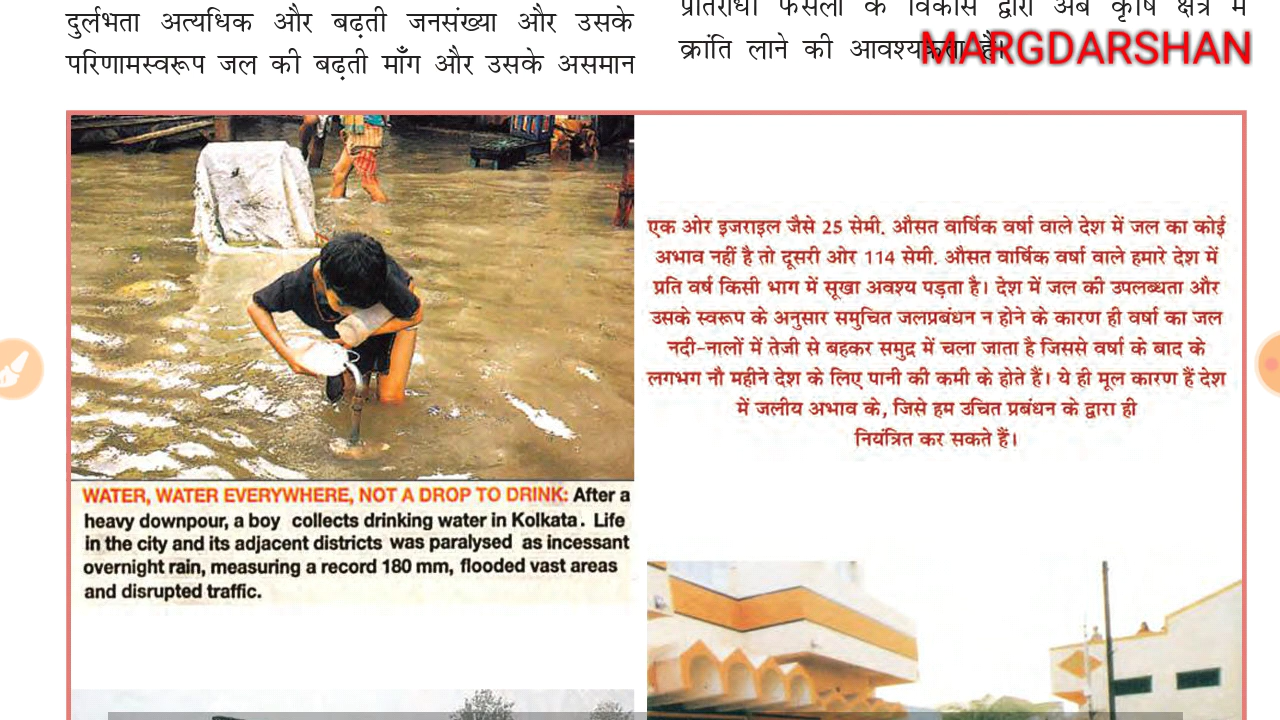 दुर्लभता अत्यधिक और बढ़ती जनसंख्या और उसके
परिणामस्वरूप जल की बढ़ती माँग और उसके असमान
प्रतिरोधी फसलों के विकास द्वारा अब कृषि क्षेत्र में
क्रांति लाने की आवश्यकता है।
MARGDARSHAN
WATER, WATER EVERYWHERE, NOT A DROP TO DRINK: After a
heavy downpour, a boy collects drinking water in Kolkata. Life
in the city and its adjacent districts was paralysed as incessant
overnight rain, measuring a record 180 mm, flooded vast areas
and disrupted traffic.
एक ओर इजराइल जैसे 25 सेमी. औसत वार्षिक वर्षा वाले देश में जल का कोई
अभाव नहीं है तो दूसरी ओर 114 सेमी. औसत वार्षिक वर्षा वाले हमारे देश में
प्रति वर्ष किसी भाग में सूखा अवश्य पड़ता है। देश में जल की उपलब्धता और
उसके स्वरूप के अनुसार समुचित जलप्रबंधन न होने के कारण ही वर्षा का जल
नदी-नालों में तेजी से बहकर समुद्र में चला जाता है जिससे वर्षा के बाद के
लगभग नौ महीने देश के लिए पानी की कमी के होते हैं। ये ही मूल कारण हैं देश
में जलीय अभाव के, जिसे हम उचित प्रबंधन के द्वारा ही
नियंत्रित कर सकते हैं।